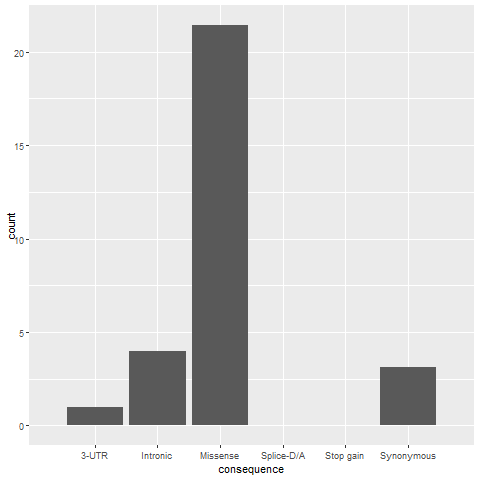 count
20
15
10
5
0
3-UTR Intronic Missense Splice-D/A Stop gain Synonymous
consequence